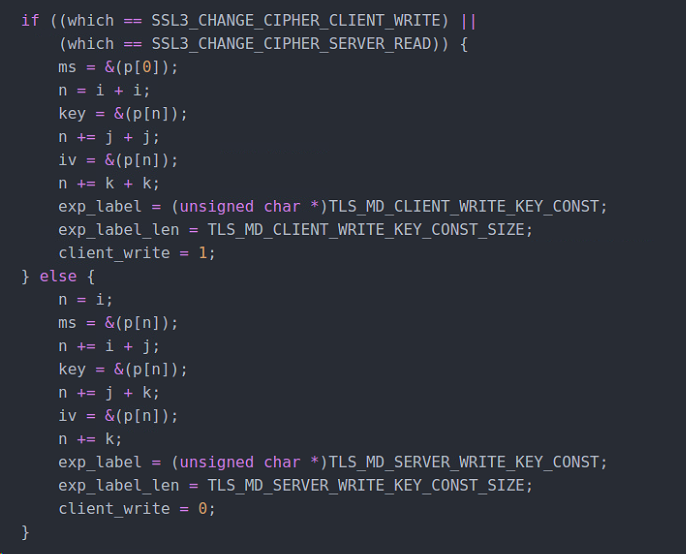 if ((which == SSL3_CHANGE_CIPHER_CLIENT_WRITE) ||
    (which == SSL3_CHANGE_CIPHER_SERVER_READ)) {
    ms = &(p[0]);
    n = i + i;
    key = &(p[n]);
    n += j + j;
    iv = &(p[n]);
    n += k + k;
    exp_label = (unsigned char *)TLS_MD_CLIENT_WRITE_KEY_CONST;
    exp_label_len = TLS_MD_CLIENT_WRITE_KEY_CONST_SIZE;
    client_write = 1;
} else {
    n = i;
    ms = &(p[n]);
    n += i + j;
    key = &(p[n]);
    n += j + k;
    iv = &(p[n]);
    n += k;
    exp_label = (unsigned char *)TLS_MD_SERVER_WRITE_KEY_CONST;
    exp_label_len = TLS_MD_SERVER_WRITE_KEY_CONST_SIZE;
    client_write = 0;
}